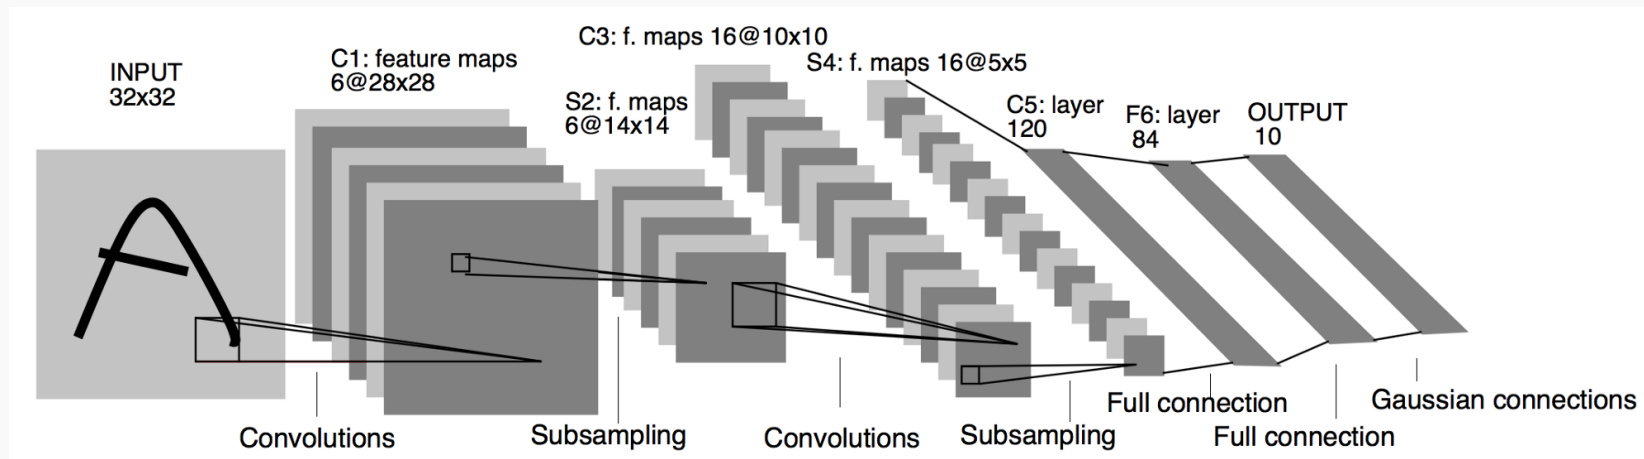 INPUT
32x32
C1: feature maps
6@28x28
S2: f. maps
6@14x14
C3: f. maps 16@10x10
S4: f. maps 16@5x5
C5: layer
120
F6: layer
84
OUTPUT
10
Convolutions
Subsampling
Convolutions
Subsampling
Full connection
Full connection
Gaussian connections